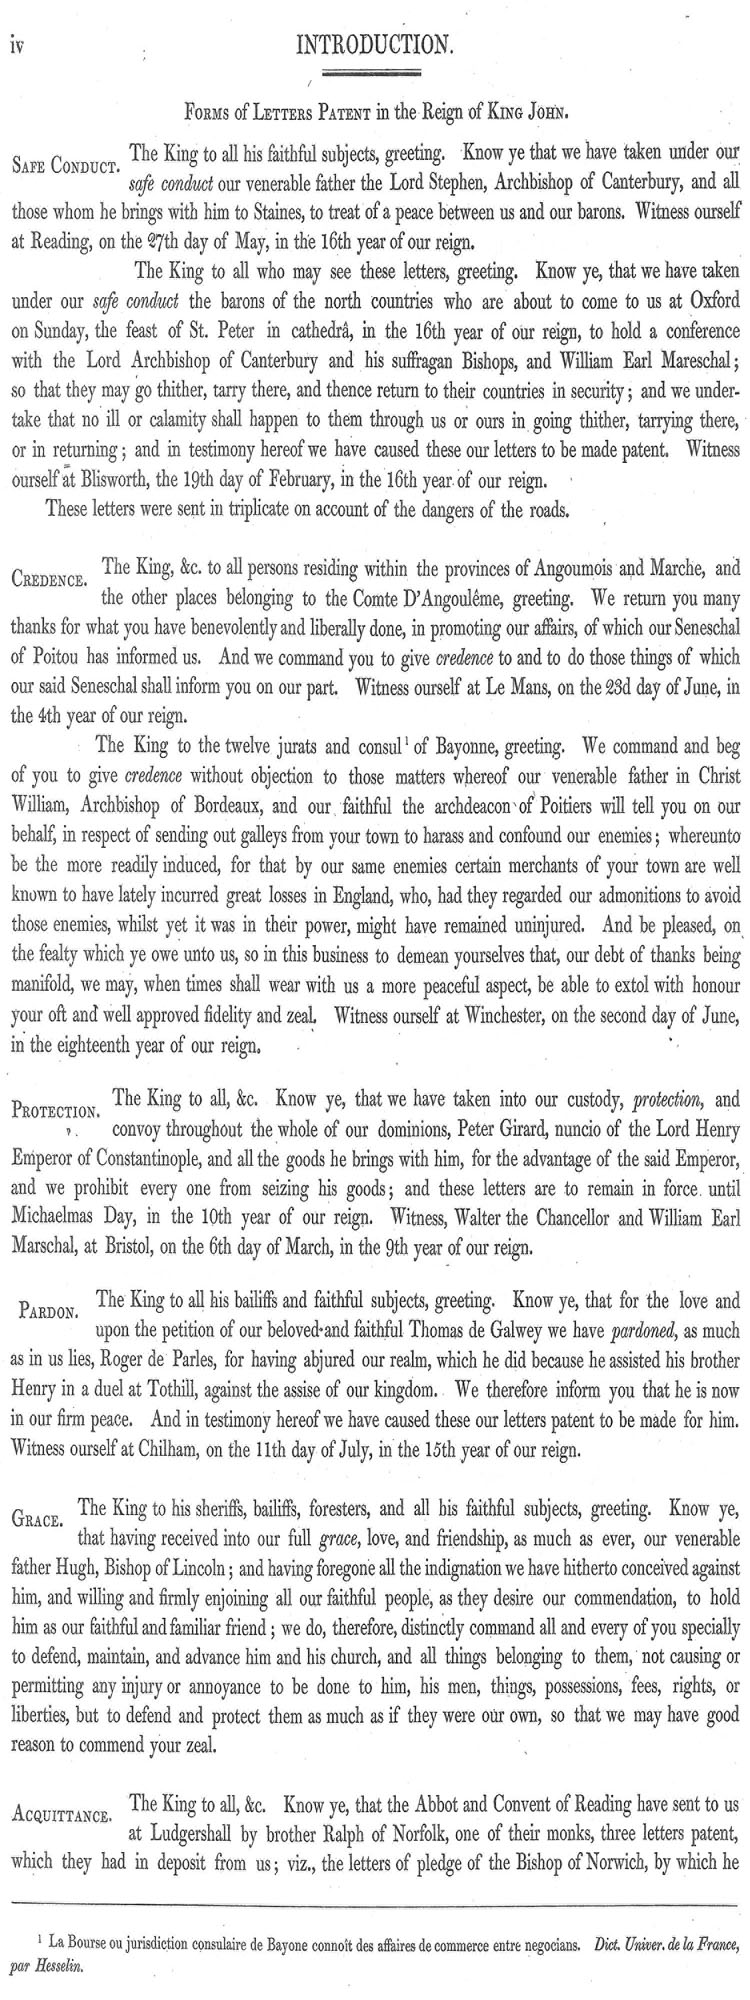 iv INTRODUCTION.
FORMS of LETTERS PATENT in the Reign of KING JOHN.
SAFE CONDUCT. The King to all his faithful subjects, greeting. Know ye that we have taken under our
safe conduct our venerable father the Lord Stephen, Archbishop of Canterbury, and all
those whom he brings with him to Staines, to treat of a peace between us and our barons. Witness ourself
at Reading, on the 27th day of May, in the 16th year of our reign.
The King to all who may see these letters, greeting. Know ye, that we have taken
under our safe conduct the barons of the north countries who are about to come to us at Oxford
on Sunday, the feast of St. Peter in cathedrâ, in the 16th year of our reign, to hold a conference
with the Lord Archbishop of Canterbury and his suffragan Bishops, and William Earl Mareschal;
so that they may go thither, tarry there, and thence return to their countries in security; and we under-
take that no ill or calamity shall happen to them through us or ours in going thither, tarrying there,
or in returning; and in testimony hereof we have caused these our letters to be made patent. Witness
ourself at Blisworth, the 19th day of February, in the 16th year of our reign.
These letters were sent in triplicate on account of the dangers of the roads.
CREDENCE. The King, &c. to all persons residing within the provinces of Angoumois and Marche, and
the other places belonging to the Comte D'Angoulême, greeting. We return you many
thanks for what you have benevolently and liberally done, in promoting our affairs, of which our Seneschal
of Poitou has informed us. And we command you to give credence to and to do those things of which
our said Seneschal shall inform you on our part. Witness ourself at Le Mans, on the 23d day of June, in
the 4th year of our reign.
The King to the twelve jurats and consul¹ of Bayonne, greeting. We command and beg
of you to give credence without objection to those matters whereof our venerable father in Christ
William, Archbishop of Bordeaux, and our faithful the archdeacon of Poitiers will tell you on our
behalf, in respect of sending out galleys from your town to harass and confound our enemies; whereunto
be the more readily induced, for that by our same enemies certain merchants of your town are well
known to have lately incurred great losses in England, who, had they regarded our admonitions to avoid
those enemies, whilst yet it was in their power, might have remained uninjured. And be pleased, on
the fealty which ye owe unto us, so in this business to demean yourselves that, our debt of thanks being
manifold, we may, when times shall wear with us a more peaceful aspect, be able to extol with honour
your oft and well approved fidelity and zeal. Witness ourself at Winchester, on the second day of June,
in the eighteenth year of our reign.
PROTECTION. The King to all, &c. Know ye, that we have taken into our custody, protection, and
convoy throughout the whole of our dominions, Peter Girard, nuncio of the Lord Henry
Emperor of Constantinople, and all the goods he brings with him, for the advantage of the said Emperor,
and we prohibit every one from seizing his goods; and these letters are to remain in force until
Michaelmas Day, in the 10th year of our reign. Witness, Walter the Chancellor and William Earl
Marschal, at Bristol, on the 6th day of March, in the 9th year of our reign.
PARDON. The King to all his bailiffs and faithful subjects, greeting. Know ye, that for the love and
upon the petition of our beloved and faithful Thomas de Galwey we have pardoned, as much
as in us lies, Roger de Parles, for having abjured our realm, which he did because he assisted his brother
Henry in a duel at Tothill, against the assise of our kingdom. We therefore inform you that he is now
in our firm peace. And in testimony hereof we have caused these our letters patent to be made for him.
Witness ourself at Chilham, on the 11th day of July, in the 15th year of our reign.
GRACE. The King to his sheriffs, bailiffs, foresters, and all his faithful subjects, greeting. Know ye,
that having received into our full grace, love, and friendship, as much as ever, our venerable
father Hugh, Bishop of Lincoln; and having foregone all the indignation we have hitherto conceived against
him, and willing and firmly enjoining all our faithful people, as they desire our commendation, to hold
him as our faithful and familiar friend; we do, therefore, distinctly command all and every of you specially
to defend, maintain, and advance him and his church, and all things belonging to them, not causing or
permitting any injury or annoyance to be done to him, his men, things, possessions, fees, rights, or
liberties, but to defend and protect them as much as if they were our own, so that we may have good
reason to commend your zeal.
ACQUITTANCE. The King to all, &c. Know ye, that the Abbot and Convent of Reading have sent to us
at Ludgershall by brother Ralph of Norfolk, one of their monks, three letters patent,
which they had in deposit from us; viz., the letters of pledge of the Bishop of Norwich, by which he
¹ La Bourse ou jurisdiction consulaire de Bayone connoît des affaires de commerce entre negocians. Dict. Univer. de la France,
par Hesselin.